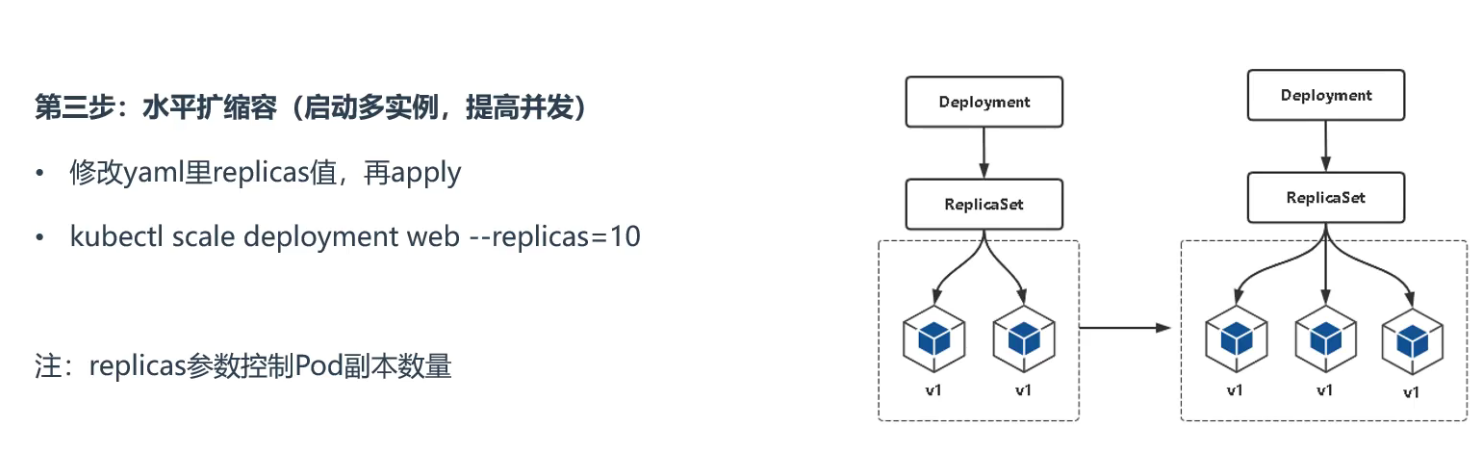 第三步：水平扩缩容（启动多实例，提高并发）
• 修改yaml里replicas值，再apply
• kubectl scale deployment web --replicas=10
注：replicas参数控制Pod副本数量
Deployment
ReplicaSet
v1 v1
Deployment
ReplicaSet
v1 v1 v1